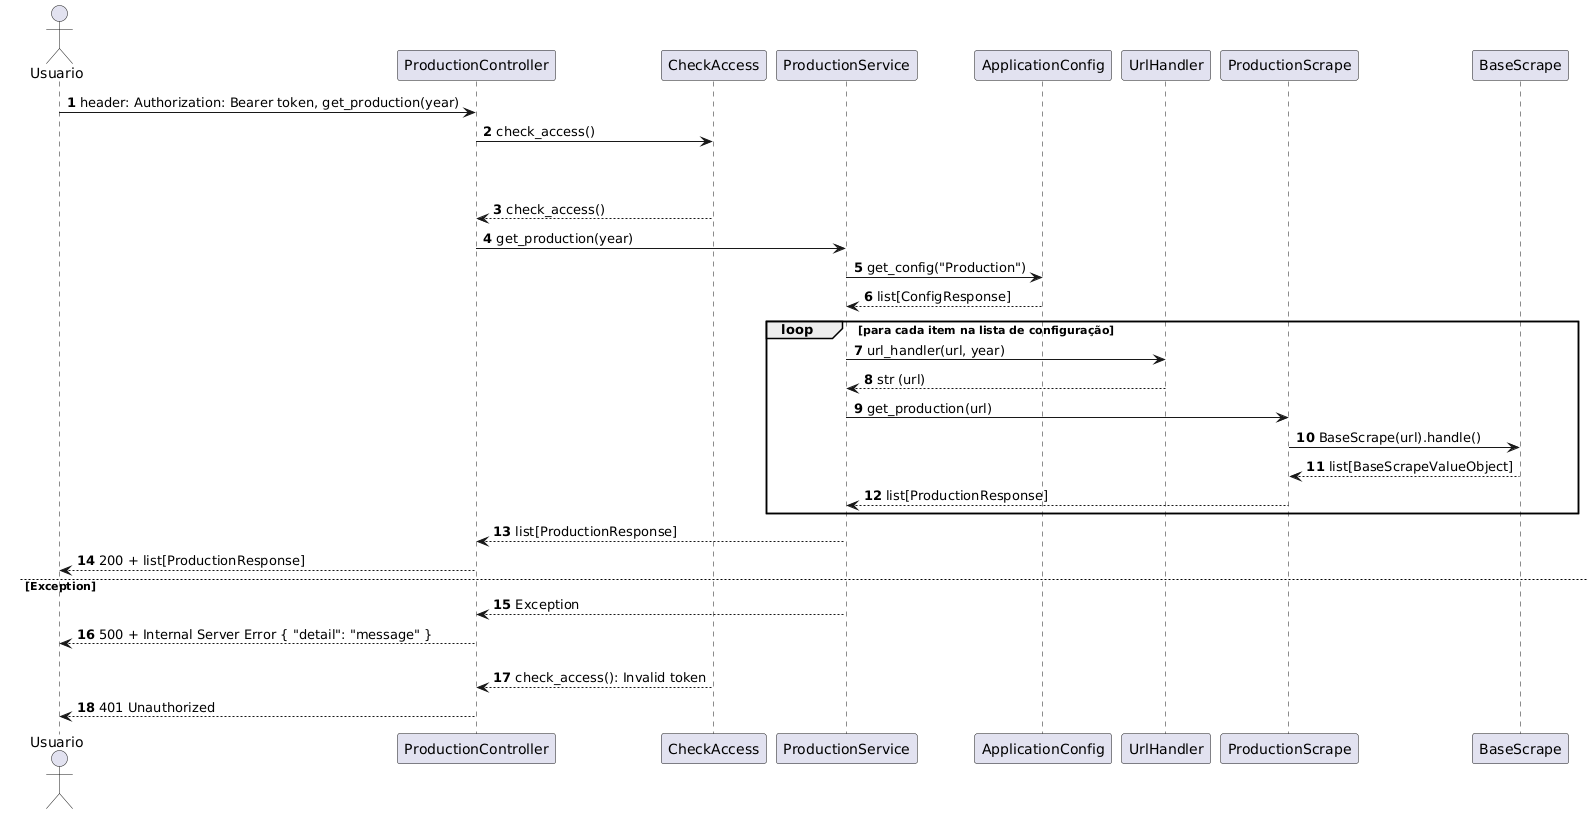 Usuario
ProductionController
CheckAccess
ProductionService
ApplicationConfig
UrlHandler
ProductionScrape
BaseScrape
1 header: Authorization: Bearer token, get_production(year)
2 check_access()
3 check_access()
4 get_production(year)
5 get_config("Production")
6 list[ConfigResponse]
loop [para cada item na lista de configuração]
7 url_handler(url, year)
8 str (url)
9 get_production(url)
10 BaseScrape(url).handle()
11 list[BaseScrapeValueObject]
12 list[ProductionResponse]
13 list[ProductionResponse]
14 200 + list[ProductionResponse]
[Exception]
15 Exception
16 500 + Internal Server Error { "detail": "message" }
17 check_access(): Invalid token
18 401 Unauthorized
Usuario
ProductionController
CheckAccess
ProductionService
ApplicationConfig
UrlHandler
ProductionScrape
BaseScrape